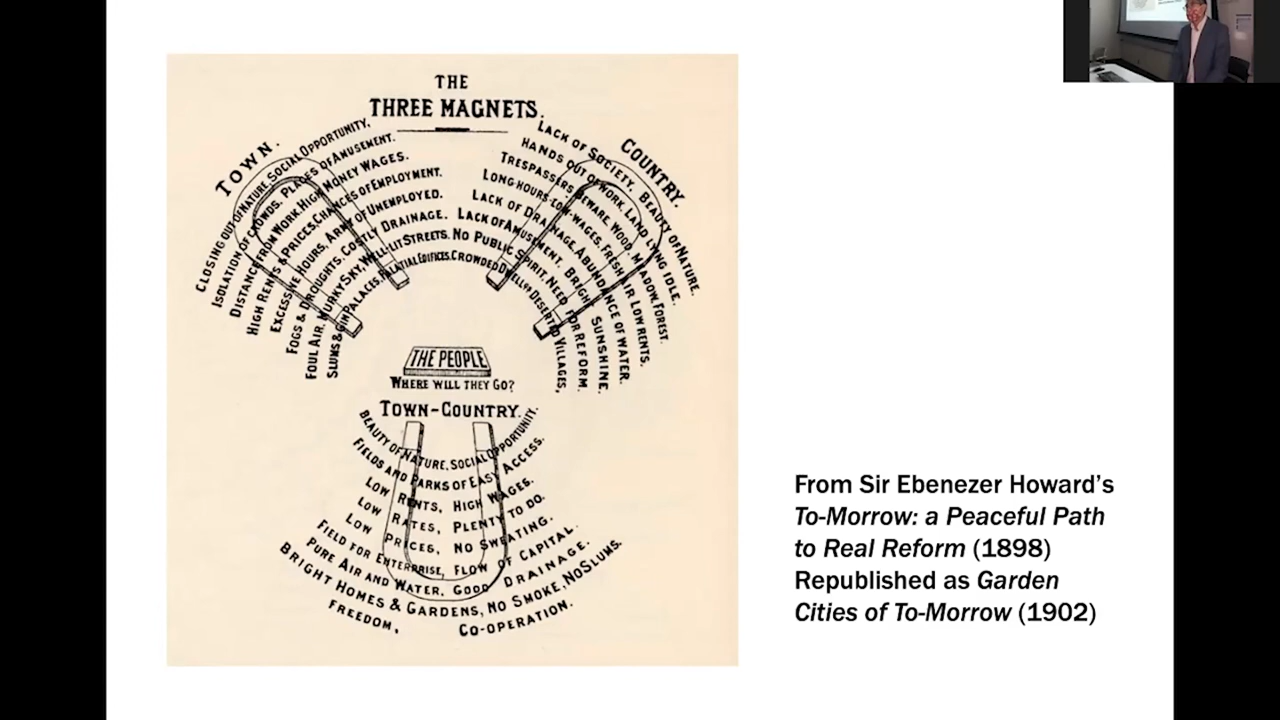 THE
THREE MAGNETS.
TOWN.
CLOSING OUT OF NATURE. SOCIAL OPPORTUNITY.
ISOLATION OF CROWDS. PLACES OF AMUSEMENT.
DISTANCE FROM WORK. HIGH MONEY WAGES.
HIGH RENTS & PRICES. CHANCES OF EMPLOYMENT.
EXCESSIVE HOURS. ARMY OF UNEMPLOYED.
FOGS & DROUGHTS. COSTLY DRAINAGE.
FOUL AIR. MURKY SKY. WELL-LIT STREETS.
SLUMS & GIN PALACES. PALATIAL EDIFICES.
COUNTRY.
LACK OF SOCIETY. BEAUTY OF NATURE.
HANDS OUT OF WORK. LAND LYING IDLE.
TRESPASSERS BEWARE. WOOD, MEADOW, FOREST.
LONG-HOURS-LOW-WAGES. FRESH AIR. LOW RENTS.
LACK OF DRAINAGE. ABUNDANCE OF WATER.
LACK OF AMUSEMENT. BRIGHT SUNSHINE.
NO PUBLIC SPIRIT. NEED FOR REFORM.
CROWDED DWELLGS DESERTED VILLAGES,
THE PEOPLE
WHERE WILL THEY GO?
TOWN-COUNTRY.
BEAUTY OF NATURE, SOCIAL OPPORTUNITY.
FIELDS AND PARKS OF EASY ACCESS.
LOW RENTS, HIGH WAGES.
LOW RATES, PLENTY TO DO.
LOW PRICES, NO SWEATING.
FIELD FOR ENTERPRISE, FLOW OF CAPITAL.
PURE AIR AND WATER, GOOD DRAINAGE.
BRIGHT HOMES & GARDENS, NO SMOKE, NO SLUMS.
FREEDOM, CO-OPERATION.
From Sir Ebenezer Howard's
To-Morrow: a Peaceful Path
to Real Reform (1898)
Republished as Garden
Cities of To-Morrow (1902)